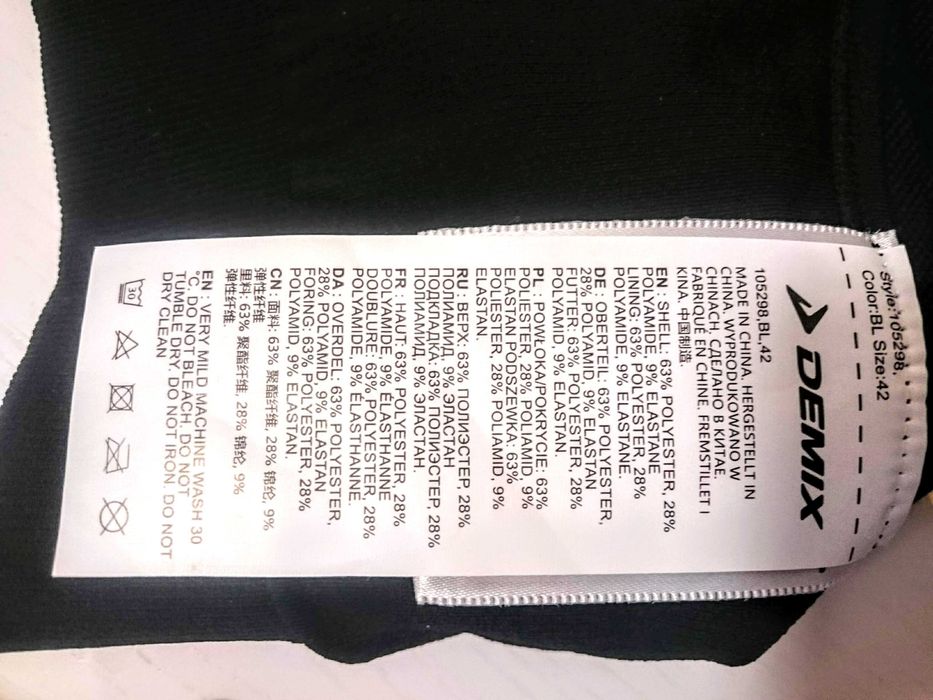 Style:105298,
Color:BL Size:42
DEMIX
105298,BL,42
MADE IN CHINA. HERGESTELLT IN
CHINA. WYPRODUKOWANO W
CHINACH. СДЕЛАНО В КИТАЕ.
FABRIQUÉ EN CHINE. FREMSTILLET I
KINA. 中国制造.
EN : SHELL: 63% POLYESTER, 28%
POLYAMIDE, 9% ELASTANE
LINING: 63% POLYESTER, 28%
POLYAMIDE, 9% ELASTANE.
DE : OBERTEIL: 63% POLYESTER,
28% POLYAMID, 9% ELASTAN
FUTTER: 63% POLYESTER, 28%
POLYAMID, 9% ELASTAN.
PL : POWŁOKA/POKRYCIE: 63%
POLIESTER, 28% POLIAMID, 9%
ELASTAN PODSZEWKA: 63%
POLIESTER, 28% POLIAMID, 9%
ELASTAN.
RU : ВЕРХ: 63% ПОЛИЭСТЕР, 28%
ПОЛИАМИД, 9% ЭЛАСТАН
ПОДКЛАДКА: 63% ПОЛИЭСТЕР, 28%
ПОЛИАМИД, 9% ЭЛАСТАН.
FR : HAUT: 63% POLYESTER, 28%
POLYAMIDE, 9% ÉLASTHANNE
DOUBLURE: 63% POLYESTER, 28%
POLYAMIDE, 9% ÉLASTHANNE.
DA : OVERDEL: 63% POLYESTER,
28% POLYAMID, 9% ELASTAN
FORING: 63% POLYESTER, 28%
POLYAMID, 9% ELASTAN.
CN : 面料: 63% 聚酯纤维, 28% 锦纶, 9%
弹性纤维
里料: 63% 聚酯纤维, 28% 锦纶, 9%
弹性纤维.
EN : VERY MILD MACHINE WASH 30
°C, DO NOT BLEACH, DO NOT
TUMBLE DRY, DO NOT IRON, DO NOT
DRY CLEAN
30